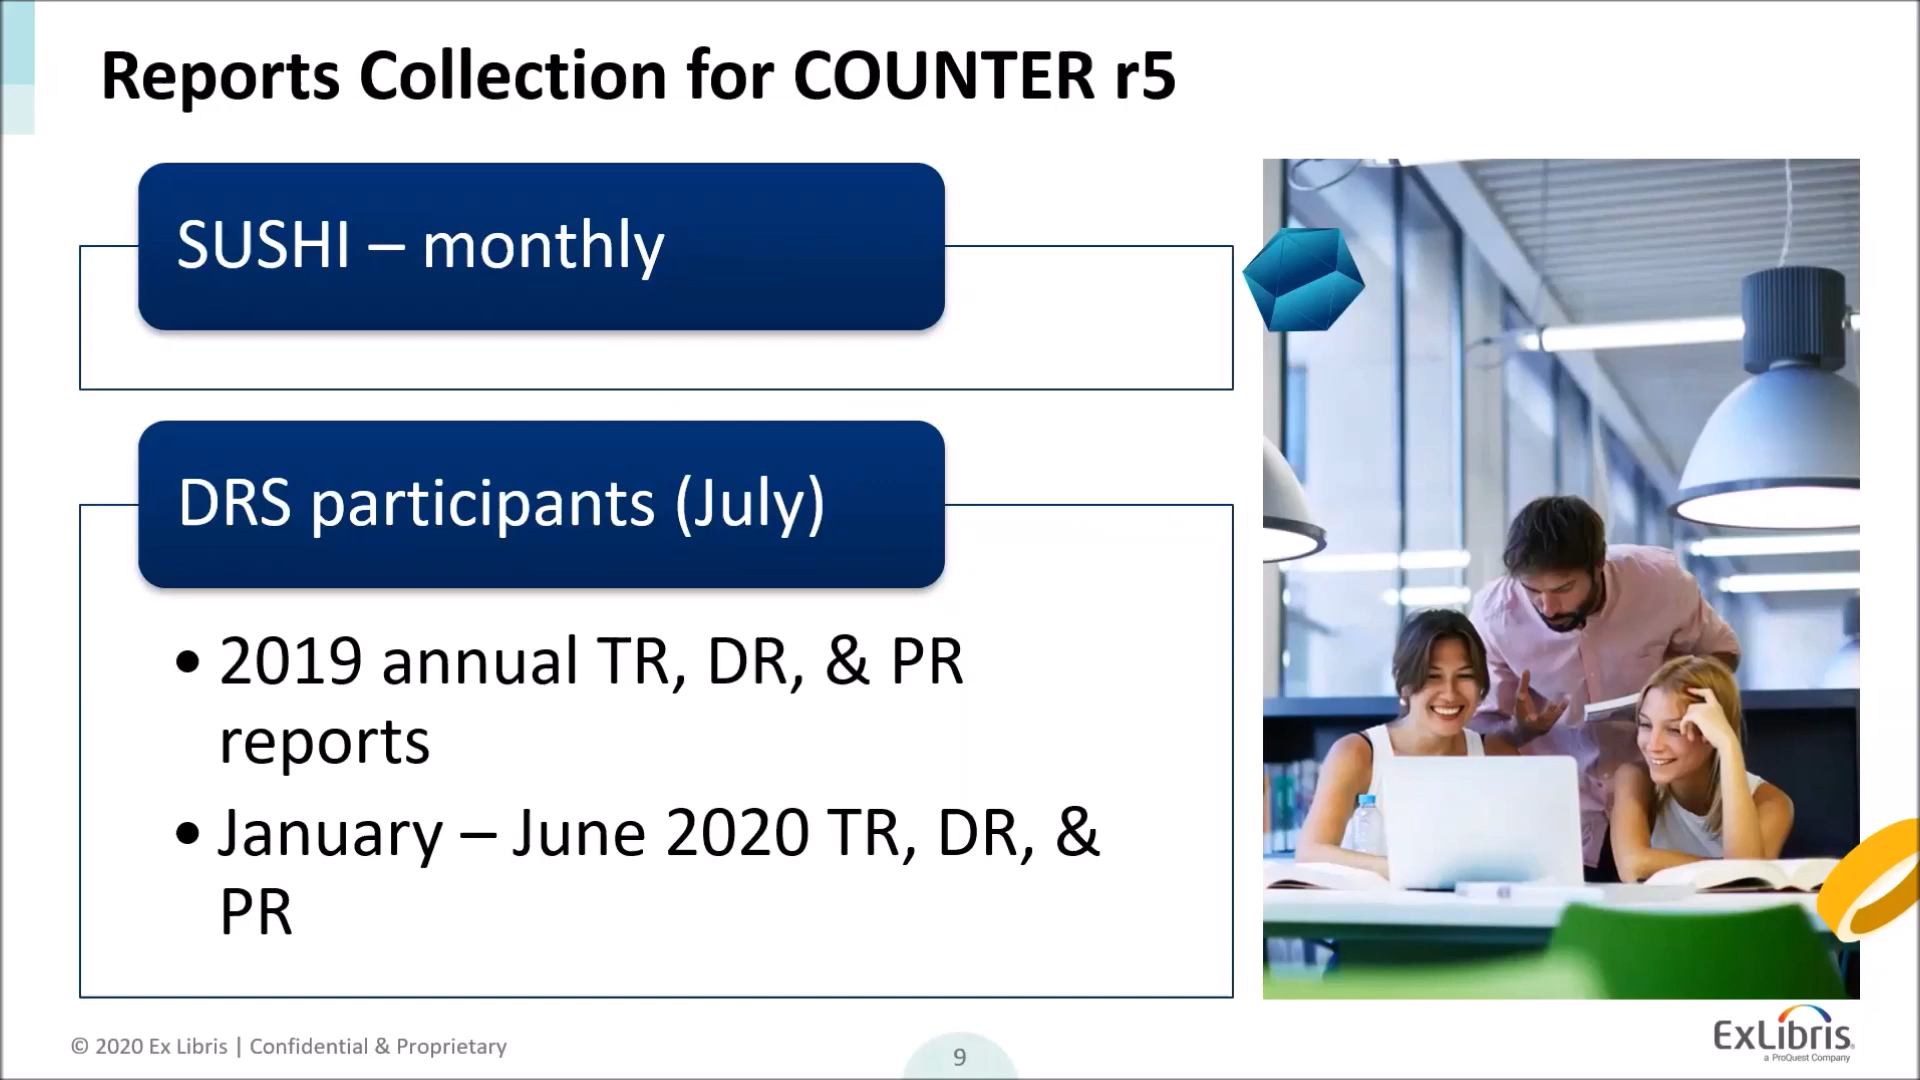 Reports Collection for COUNTER r5
SUSHI – monthly
DRS participants (July)
• 2019 annual TR, DR, & PR
reports
• January – June 2020 TR, DR, &
PR
© 2020 Ex Libris | Confidential & Proprietary
9
ExLibris
a ProQuest Company